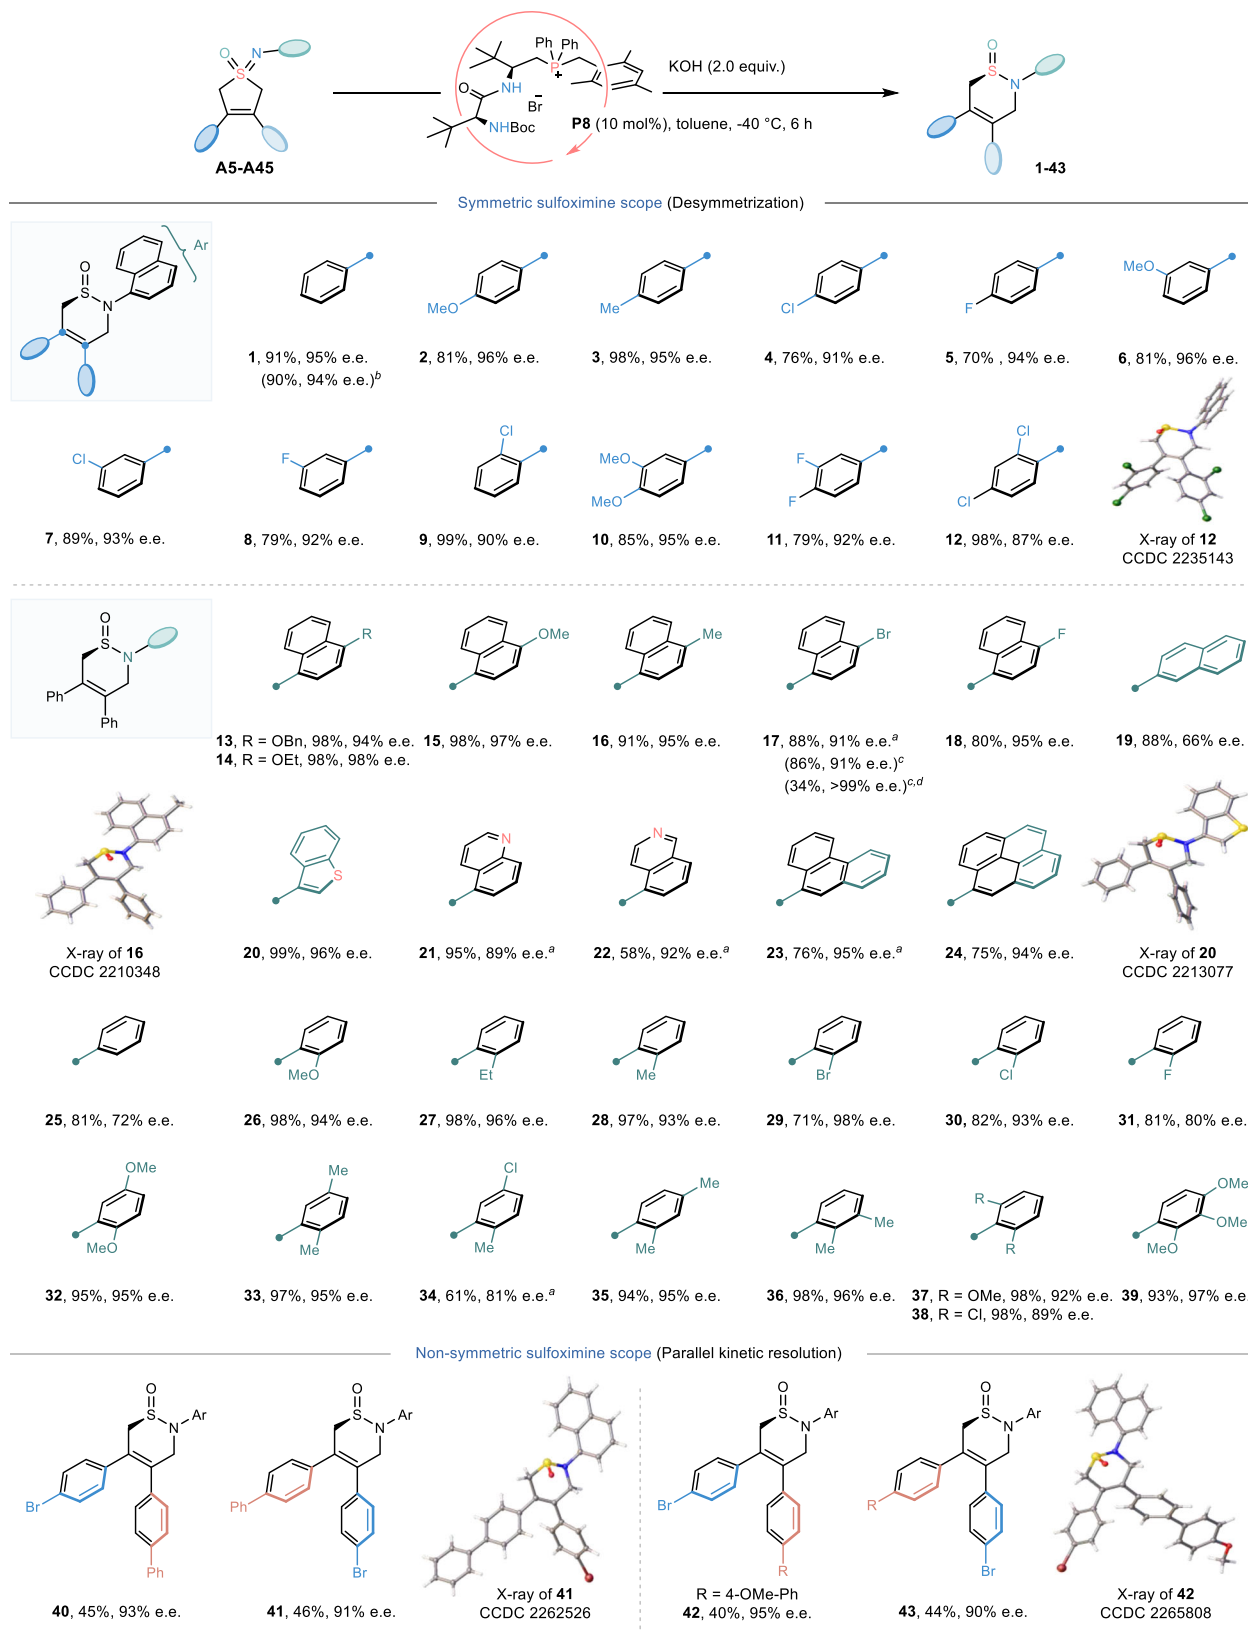 O
N
S
O
A5-A45
Ph Ph
P
+
NH
O
NHBoc
–
Br
KOH (2.0 equiv.)
P8 (10 mol%), toluene, -40 °C, 6 h
O
S
N
1-43
Symmetric sulfoximine scope (Desymmetrization)
Ar
O
S
N
MeO
Me
Cl
F
MeO
1, 91%, 95% e.e.
(90%, 94% e.e.)b
2, 81%, 96% e.e.
3, 98%, 95% e.e.
4, 76%, 91% e.e.
5, 70% , 94% e.e.
6, 81%, 96% e.e.
Cl
F
Cl
MeO
MeO
F
F
Cl
Cl
7, 89%, 93% e.e.
8, 79%, 92% e.e.
9, 99%, 90% e.e.
10, 85%, 95% e.e.
11, 79%, 92% e.e.
12, 98%, 87% e.e.
X-ray of 12
CCDC 2235143
O
S
N
Ph
Ph
R
OMe
Me
Br
F
13, R = OBn, 98%, 94% e.e.
14, R = OEt, 98%, 98% e.e.
15, 98%, 97% e.e.
16, 91%, 95% e.e.
17, 88%, 91% e.e.a
(86%, 91% e.e.)c
(34%, >99% e.e.)c,d
18, 80%, 95% e.e.
19, 88%, 66% e.e.
S
N
N
X-ray of 16
CCDC 2210348
20, 99%, 96% e.e.
21, 95%, 89% e.e.a
22, 58%, 92% e.e.a
23, 76%, 95% e.e.a
24, 75%, 94% e.e.
X-ray of 20
CCDC 2213077
MeO
Et
Me
Br
Cl
F
25, 81%, 72% e.e.
26, 98%, 94% e.e.
27, 98%, 96% e.e.
28, 97%, 93% e.e.
29, 71%, 98% e.e.
30, 82%, 93% e.e.
31, 81%, 80% e.e.
OMe
MeO
Me
Me
Cl
Me
Me
Me
Me
Me
R
R
OMe
OMe
MeO
32, 95%, 95% e.e.
33, 97%, 95% e.e.
34, 61%, 81% e.e.a
35, 94%, 95% e.e.
36, 98%, 96% e.e.
37, R = OMe, 98%, 92% e.e.
38, R = Cl, 98%, 89% e.e.
39, 93%, 97% e.e.
Non-symmetric sulfoximine scope (Parallel kinetic resolution)
O
S
N
Ar
Br
Ph
O
S
N
Ar
Ph
Br
O
S
N
Ar
Br
R
O
S
N
Ar
R
Br
40, 45%, 93% e.e.
41, 46%, 91% e.e.
X-ray of 41
CCDC 2262526
R = 4-OMe-Ph
42, 40%, 95% e.e.
43, 44%, 90% e.e.
X-ray of 42
CCDC 2265808